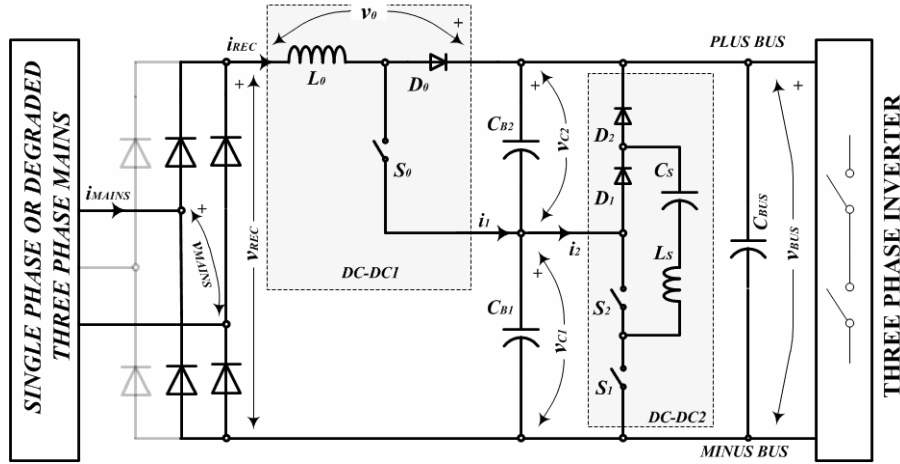 SINGLE PHASE OR DEGRADED
THREE PHASE MAINS
iMAINS
vMAINS
vREC
iREC
v0
L0
D0
S0
i1
DC-DC1
CB2
vC2
i2
CB1
vC1
PLUS BUS
D2
D1
CS
LS
S2
S1
DC-DC2
CBUS
vBUS
MINUS BUS
THREE PHASE INVERTER
+
+
+
+
+
+